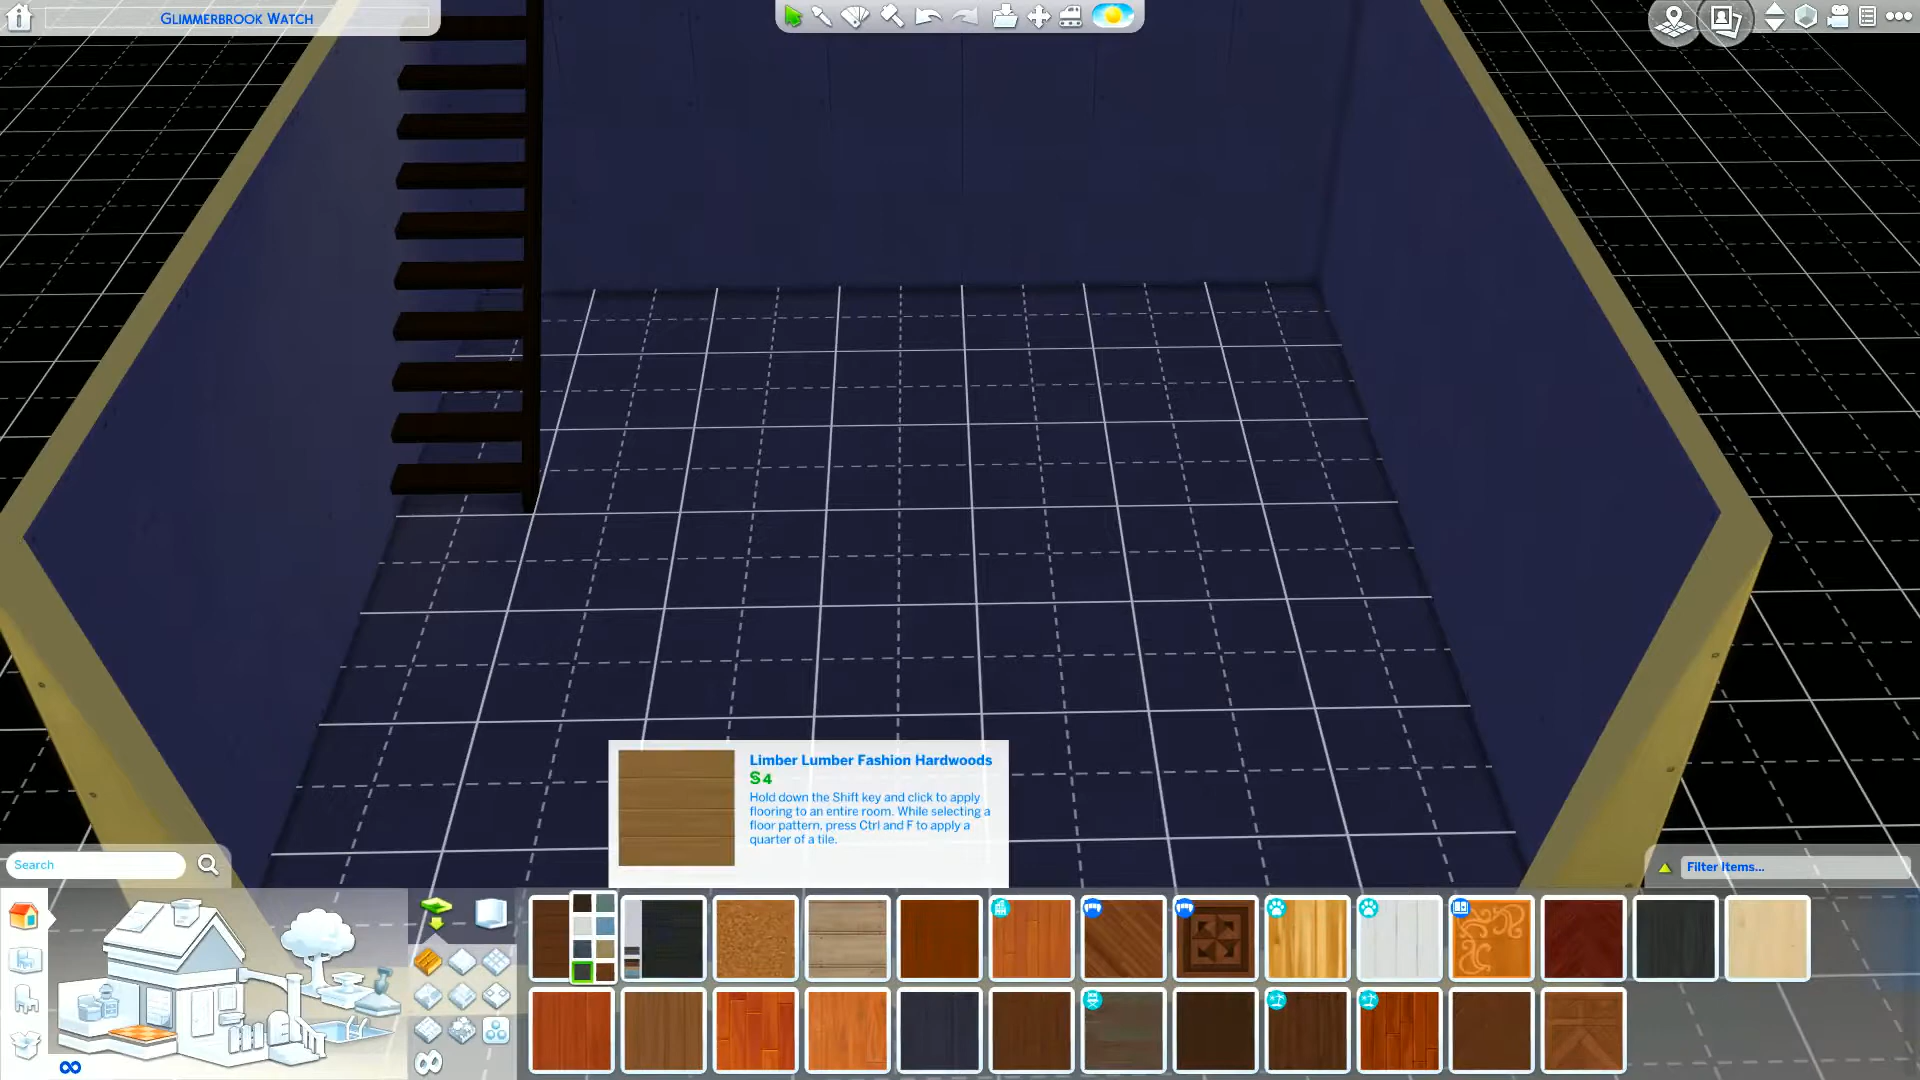 Glimmerbrook Watch
Limber Lumber Fashion Hardwoods
§4
Hold down the Shift key and click to apply
flooring to an entire room. While selecting a
floor pattern, press Ctrl and F to apply a
quarter of a tile.
Search
Filter Items...